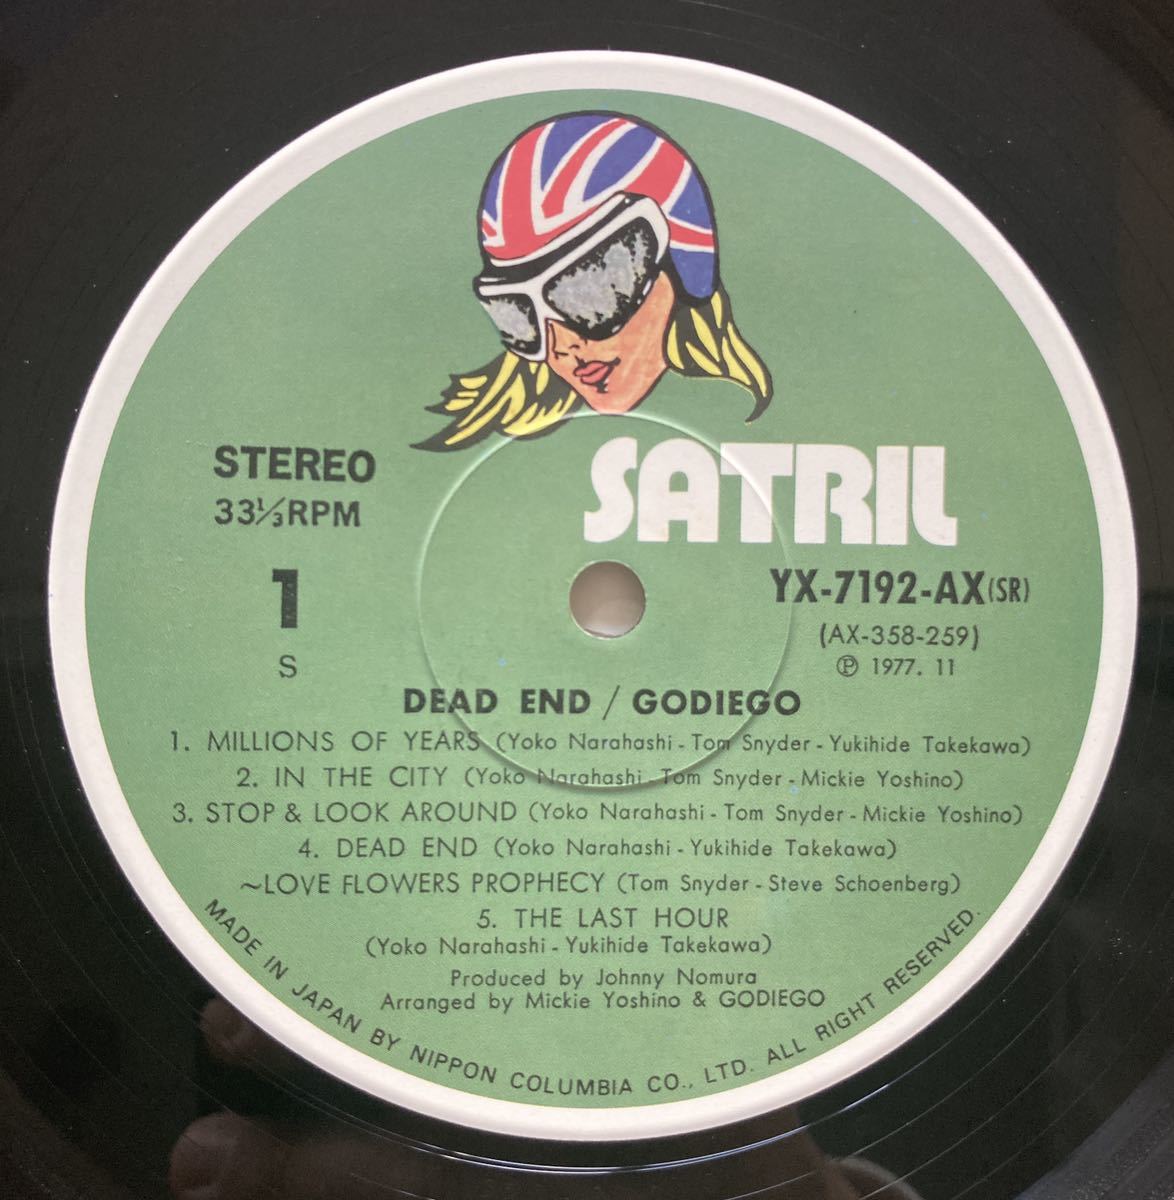 STEREO
33⅓RPM
SATRIL
1
S
YX-7192-AX(SR)
(AX-358-259)
Ⓟ 1977. 11
DEAD END / GODIEGO
1. MILLIONS OF YEARS (Yoko Narahashi - Tom Snyder - Yukihide Takekawa)
2. IN THE CITY (Yoko Narahashi - Tom Snyder - Mickie Yoshino)
3. STOP & LOOK AROUND (Yoko Narahashi - Tom Snyder - Mickie Yoshino)
4. DEAD END (Yoko Narahashi - Yukihide Takekawa)
~LOVE FLOWERS PROPHECY (Tom Snyder - Steve Schoenberg)
5. THE LAST HOUR
(Yoko Narahashi - Yukihide Takekawa)
Produced by Johnny Nomura
Arranged by Mickie Yoshino & GODIEGO
MADE IN JAPAN BY NIPPON COLUMBIA CO., LTD. ALL RIGHT RESERVED.